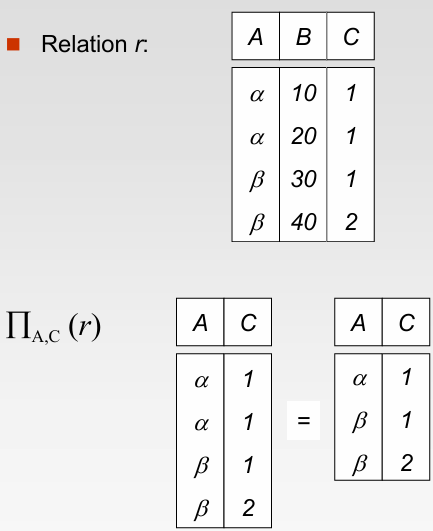 Relation r:
A B C
α 10 1
α 20 1
β 30 1
β 40 2
∏A,C (r)
A C
α 1
α 1
β 1
β 2
=
A C
α 1
β 1
β 2